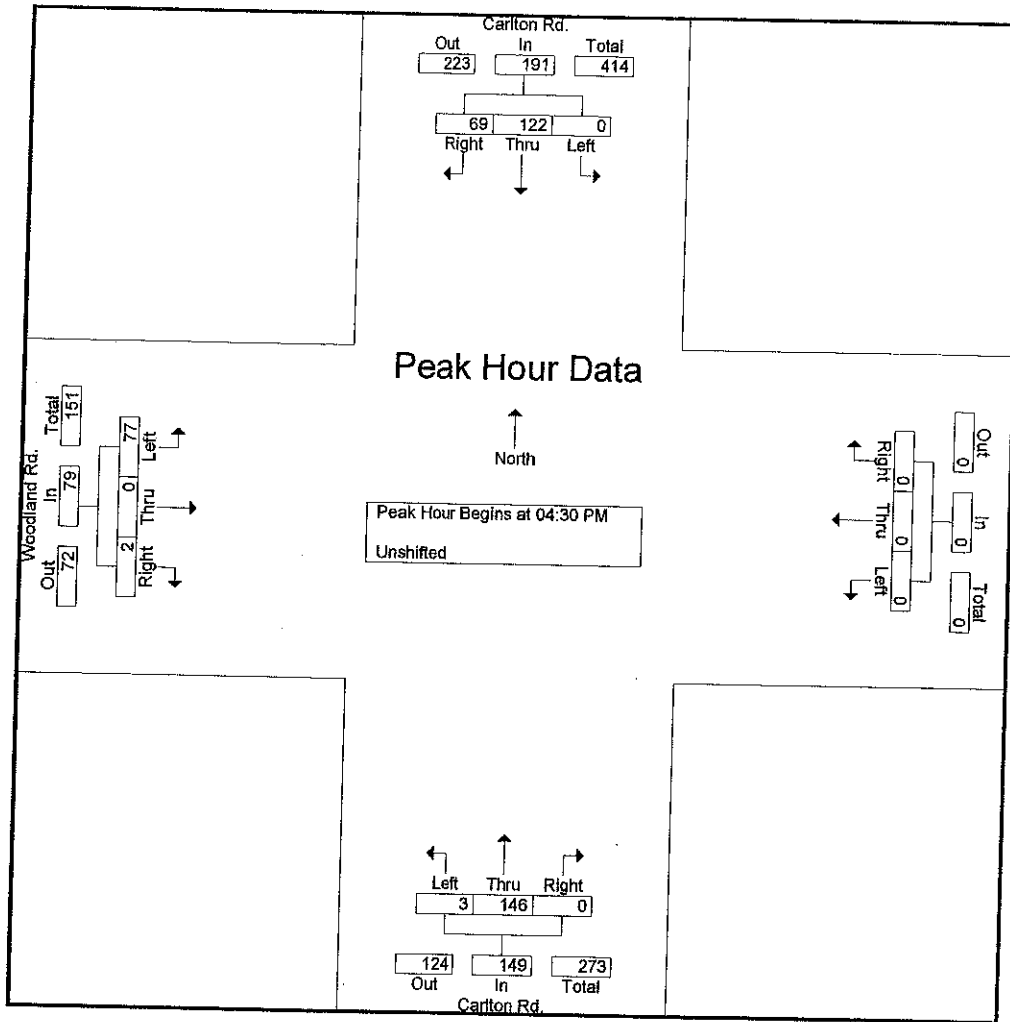 Carlton Rd.
Out In Total
223 191 414
69 122 0
Right Thru Left
Peak Hour Data
North
Peak Hour Begins at 04:30 PM
Unshifted
Woodland Rd.
Total In Out
151 79 72
77 0 2
Left Thru Right
Out In Total
0 0 0
0 0 0
Right Thru Left
Left Thru Right
3 146 0
124 149 273
Out In Total
Carlton Rd.